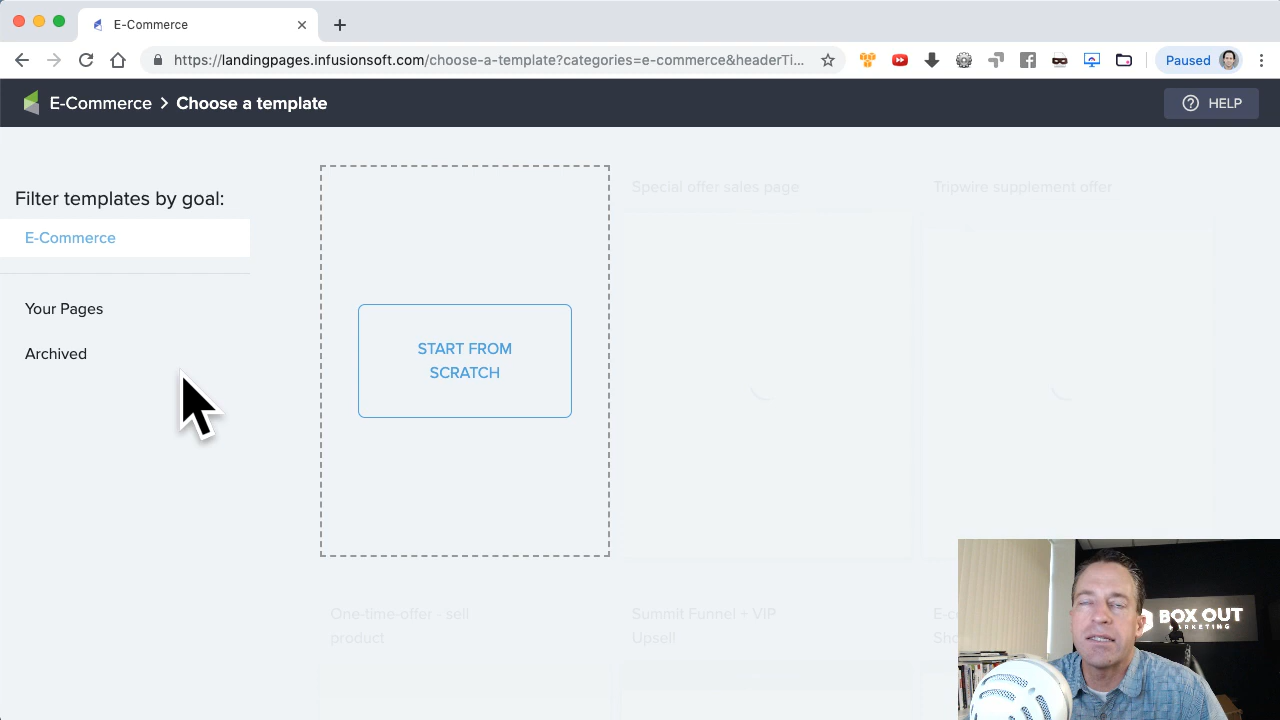 E-Commerce
https://landingpages.infusionsoft.com/choose-a-template?categories=e-commerce&headerTi...
Paused
E-Commerce > Choose a template
HELP
Filter templates by goal:
E-Commerce
Your Pages
Archived
START FROM
SCRATCH
Special offer sales page
Tripwire supplement offer
One-time-offer - sell
product
Summit Funnel + VIP
Upsell
BOX OUT
MARKETING